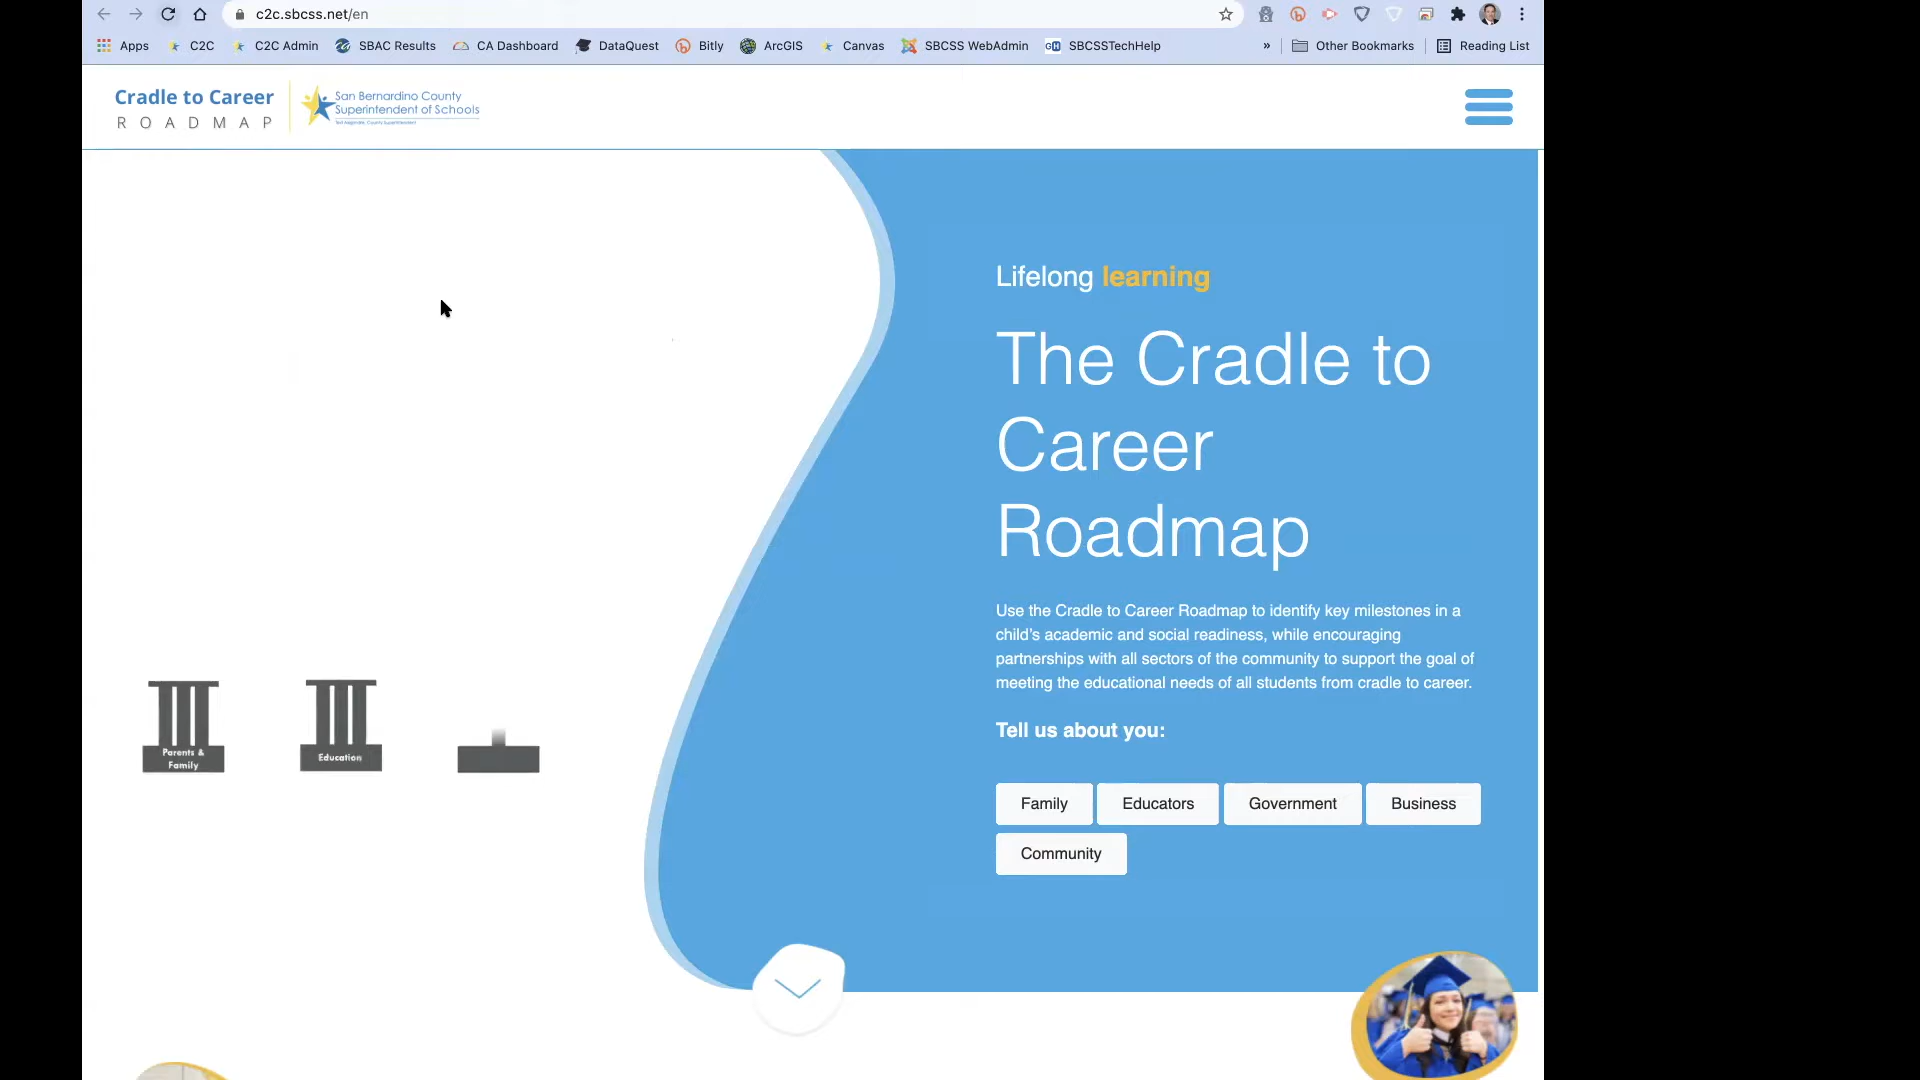 c2c.sbcss.net/en
Apps C2C C2C Admin SBAC Results CA Dashboard DataQuest Bitly ArcGIS Canvas SBCSS WebAdmin SBCSSTechHelp » Other Bookmarks Reading List
Cradle to Career
ROADMAP
San Bernardino County
Superintendent of Schools
Lifelong learning
The Cradle to
Career
Roadmap
Use the Cradle to Career Roadmap to identify key milestones in a
child's academic and social readiness, while encouraging
partnerships with all sectors of the community to support the goal of
meeting the educational needs of all students from cradle to career.
Tell us about you:
Family Educators Government Business
Community
Parents &
Family
Education